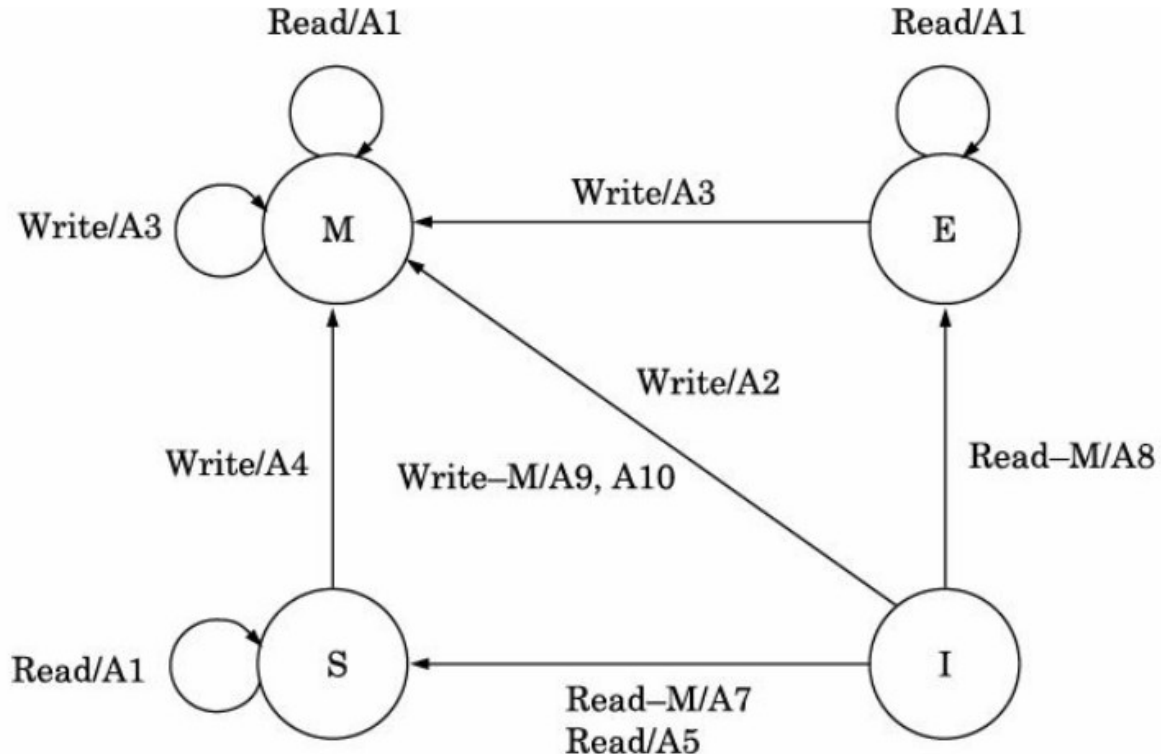 Read/A1
Read/A1
Write/A3
Write/A3
M
E
Write/A2
Write/A4
Read–M/A8
Write–M/A9, A10
Read/A1
S
I
Read–M/A7
Read/A5